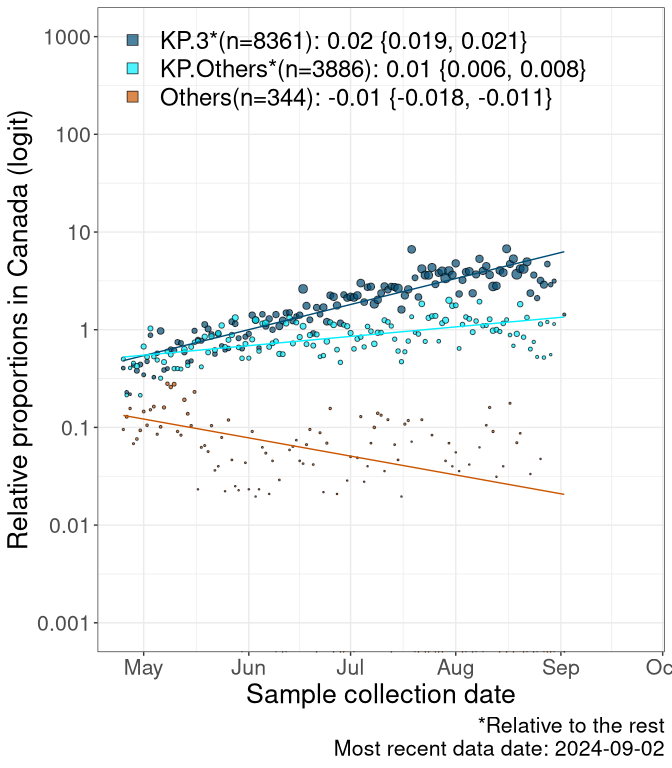 KP.3*(n=8361): 0.02 {0.019, 0.021}
KP.Others*(n=3886): 0.01 {0.006, 0.008}
Others(n=344): -0.01 {-0.018, -0.011}
Relative proportions in Canada (logit)
1000
100
10
1
0.1
0.01
0.001
May Jun Jul Aug Sep Oc
Sample collection date
*Relative to the rest
Most recent data date: 2024-09-02